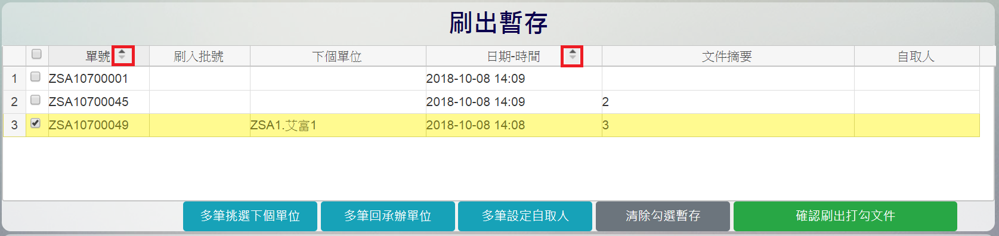 刷出暫存
單號 刷入批號 下個單位 日期-時間 文件摘要 自取人
1 ZSA10700001 2018-10-08 14:09
2 ZSA10700045 2018-10-08 14:09 2
3 ZSA10700049 ZSA1.艾富1 2018-10-08 14:08 3
多筆挑選下個單位 多筆回承辦單位 多筆設定自取人 清除勾選暫存 確認刷出打勾文件